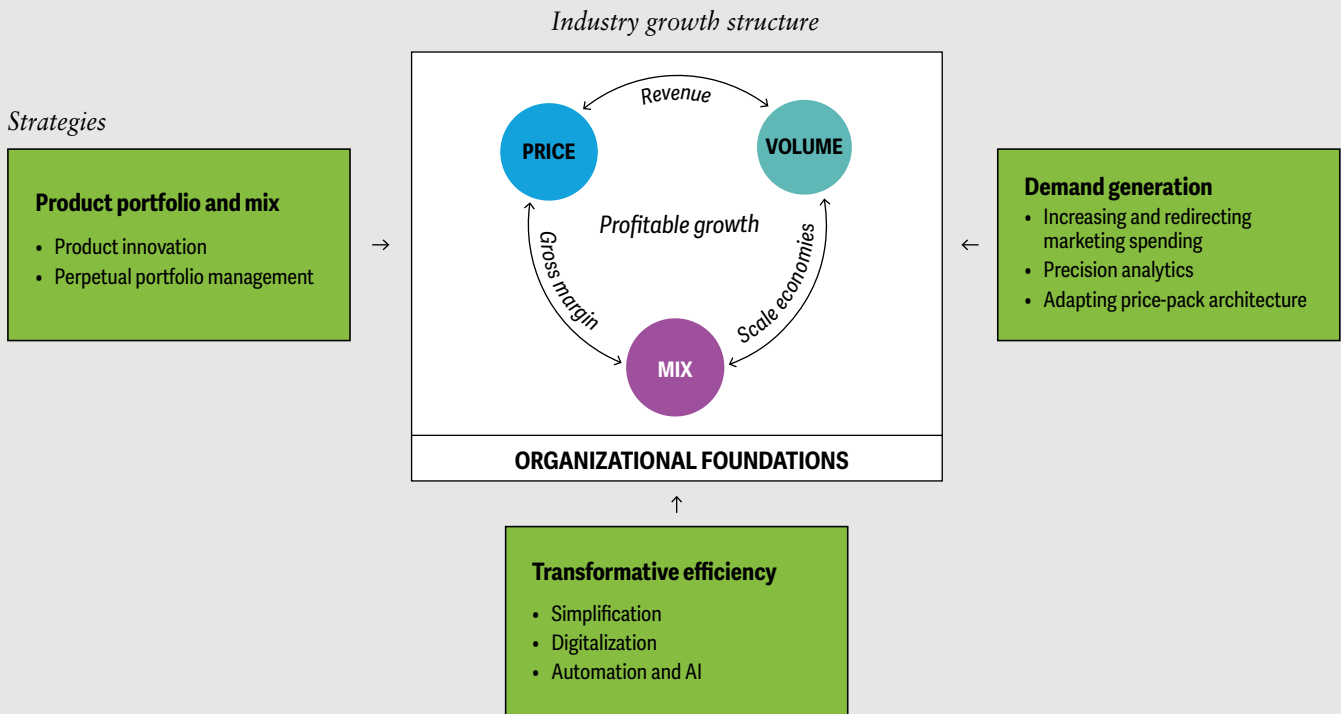 Industry growth structure
Strategies
Product portfolio and mix
• Product innovation
• Perpetual portfolio management
PRICE
Revenue
VOLUME
Profitable growth
Gross margin
Scale economies
MIX
ORGANIZATIONAL FOUNDATIONS
Demand generation
• Increasing and redirecting
marketing spending
• Precision analytics
• Adapting price-pack architecture
Transformative efficiency
• Simplification
• Digitalization
• Automation and AI